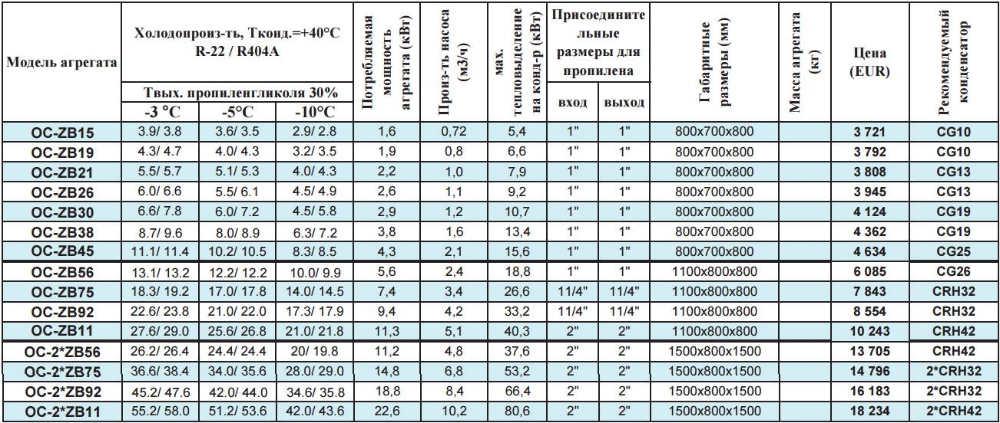 Модель агрегата
Холодопроиз-ть, Тконд.=+40°С
R-22 / R404A
Твых. пропиленгликоля 30%
-3 °C
-5°C
-10°C
Потребляемая
мощность
агрегата (кВт)
Произ-ть насоса
(м3/ч)
мах.
тепловыделение
на конд-р (кВт)
Присоедините
льные
размеры для
пропилена
вход
выход
Габаритные
размеры (мм)
Масса агрегата
(кг)
Цена
(EUR)
Рекомендуемый
конденсатор
OC-ZB15 3.9/ 3.8 3.6/ 3.5 2.9/ 2.8 1,6 0,72 5,4 1" 1" 800x700x800 3 721 CG10
OC-ZB19 4.3/ 4.7 4.0/ 4.3 3.2/ 3.5 1,9 0,8 6,6 1" 1" 800x700x800 3 792 CG10
OC-ZB21 5.5/ 5.7 5.1/ 5.3 4.0/ 4.3 2,2 1,0 7,9 1" 1" 800x700x800 3 808 CG13
OC-ZB26 6.0/ 6.6 5.5/ 6.1 4.5/ 4.9 2,6 1,1 9,2 1" 1" 800x700x800 3 945 CG13
OC-ZB30 6.6/ 7.8 6.0/ 7.2 4.5/ 5.8 2,9 1,2 10,7 1" 1" 800x700x800 4 124 CG19
OC-ZB38 8.7/ 9.6 8.0/ 8.9 6.3/ 7.2 3,8 1,6 13,4 1" 1" 800x700x800 4 362 CG19
OC-ZB45 11.1/ 11.4 10.2/ 10.5 8.3/ 8.5 4,3 2,1 15,6 1" 1" 800x700x800 4 634 CG25
OC-ZB56 13.1/ 13.2 12.2/ 12.2 10.0/ 9.9 5,6 2,4 18,8 1" 1" 1100x800x800 6 085 CG26
OC-ZB75 18.3/ 19.2 17.0/ 17.8 14.0/ 14.5 7,4 3,4 26,6 11/4" 11/4" 1100x800x800 7 843 CRH32
OC-ZB92 22.6/ 23.8 21.0/ 22.0 17.3/ 17.9 9,4 4,2 33,2 11/4" 11/4" 1100x800x800 8 554 CRH32
OC-ZB11 27.6/ 29.0 25.6/ 26.8 21.0/ 21.8 11,3 5,1 40,3 2" 2" 1100x800x800 10 243 CRH42
OC-2*ZB56 26.2/ 26.4 24.4/ 24.4 20/ 19.8 11,2 4,8 37,6 2" 2" 1500x800x1500 13 705 CRH42
OC-2*ZB75 36.6/ 38.4 34.0/ 35.6 28.0/ 29.0 14,8 6,8 53,2 2" 2" 1500x800x1500 14 796 2*CRH32
OC-2*ZB92 45.2/ 47.6 42.0/ 44.0 34.6/ 35.8 18,8 8,4 66,4 2" 2" 1500x800x1500 16 183 2*CRH32
OC-2*ZB11 55.2/ 58.0 51.2/ 53.6 42.0/ 43.6 22,6 10,2 80,6 2" 2" 1500x800x1500 18 234 2*CRH42